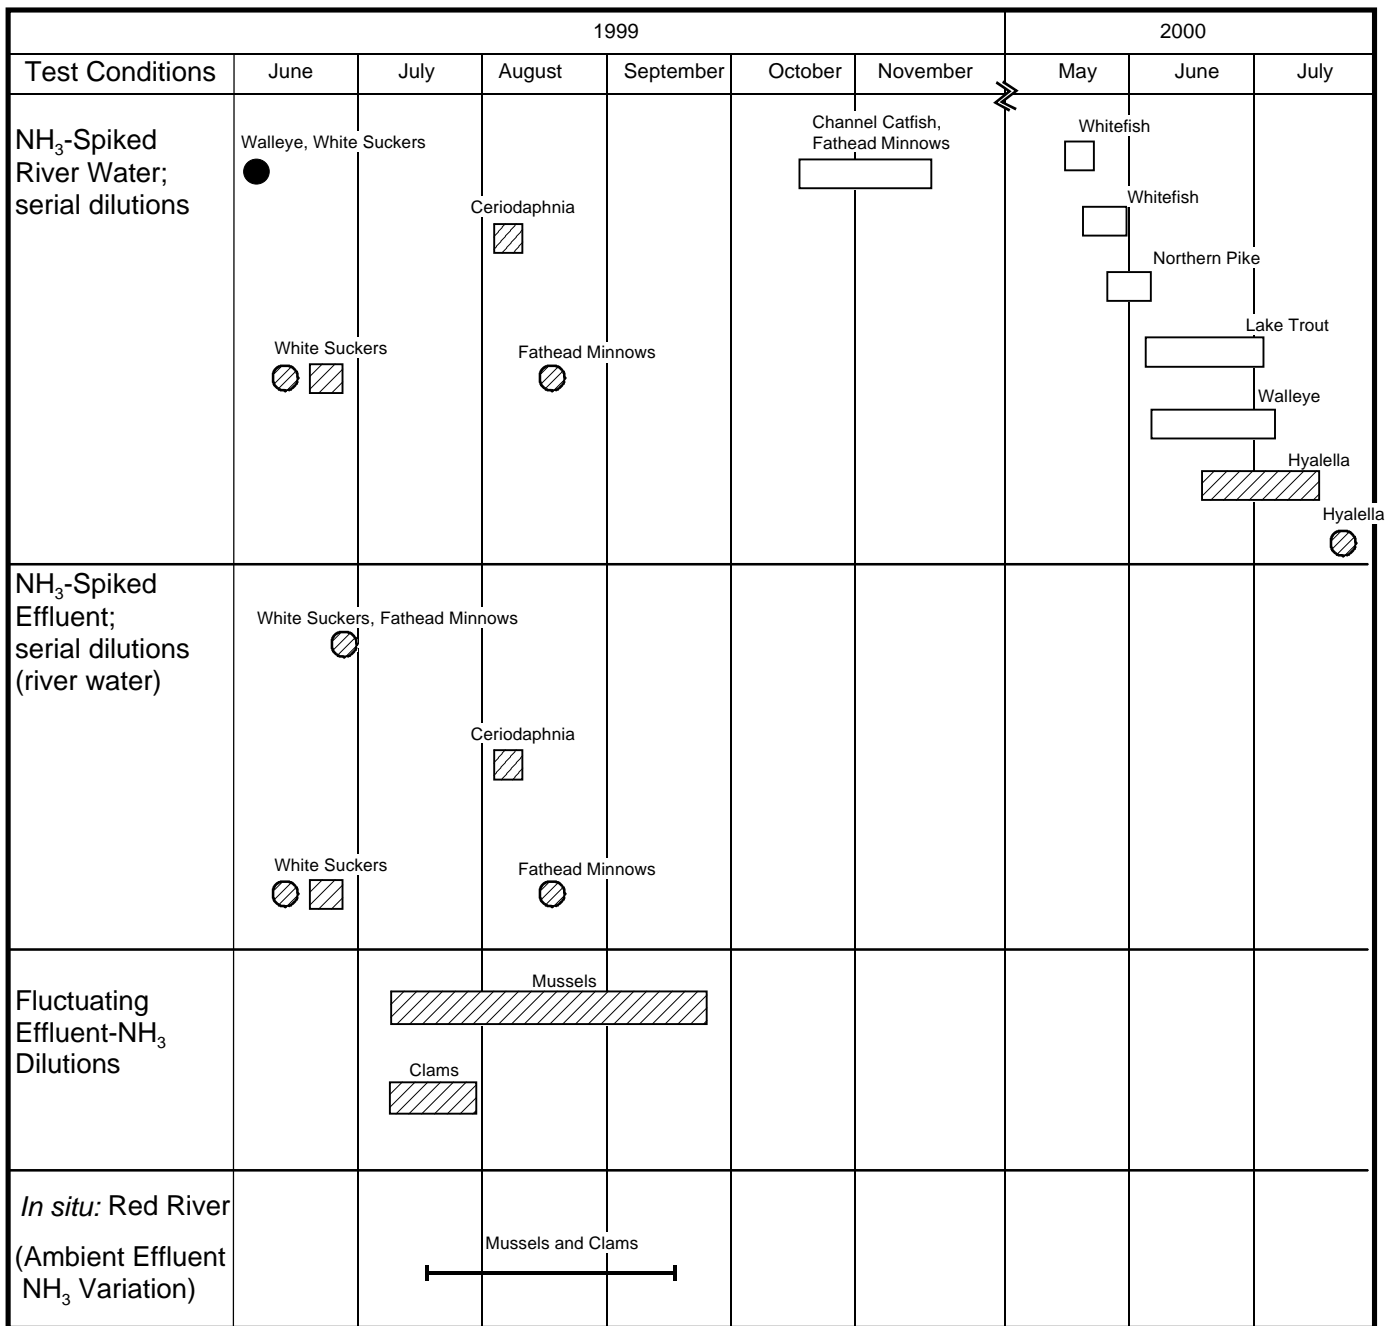 1999
2000
Test Conditions
June
July
August
September
October
November
May
June
July
NH₃-Spiked
River Water;
serial dilutions
Walleye, White Suckers
Channel Catfish,
Fathead Minnows
Whitefish
Ceriodaphnia
Whitefish
Northern Pike
White Suckers
Fathead Minnows
Lake Trout
Walleye
Hyalella
Hyalella
NH₃-Spiked
Effluent;
serial dilutions
(river water)
White Suckers, Fathead Minnows
Ceriodaphnia
White Suckers
Fathead Minnows
Fluctuating
Effluent-NH₃
Dilutions
Mussels
Clams
In situ: Red River
(Ambient Effluent
NH₃ Variation)
Mussels and Clams